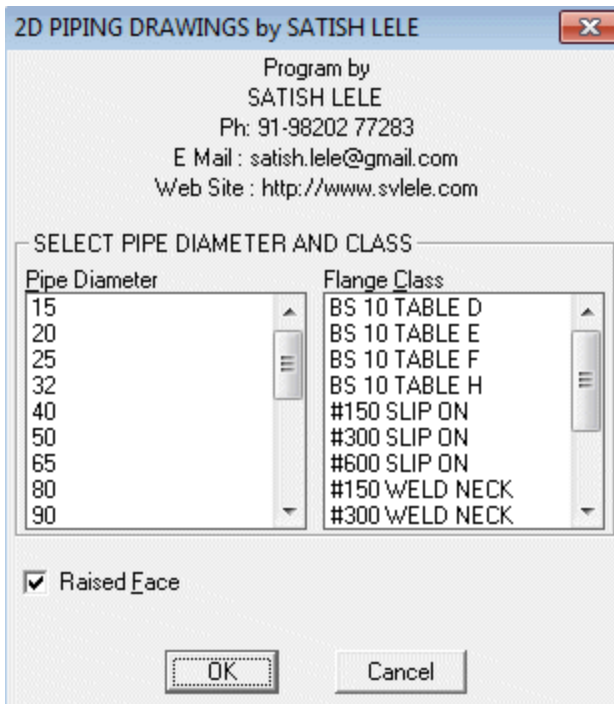 2D PIPING DRAWINGS by SATISH LELE
Program by
SATISH LELE
Ph: 91-98202 77283
E Mail : satish.lele@gmail.com
Web Site : http://www.svlele.com
SELECT PIPE DIAMETER AND CLASS
Pipe Diameter
15
20
25
32
40
50
65
80
90
Flange Class
BS 10 TABLE D
BS 10 TABLE E
BS 10 TABLE F
BS 10 TABLE H
#150 SLIP ON
#300 SLIP ON
#600 SLIP ON
#150 WELD NECK
#300 WELD NECK
Raised Face
OK
Cancel